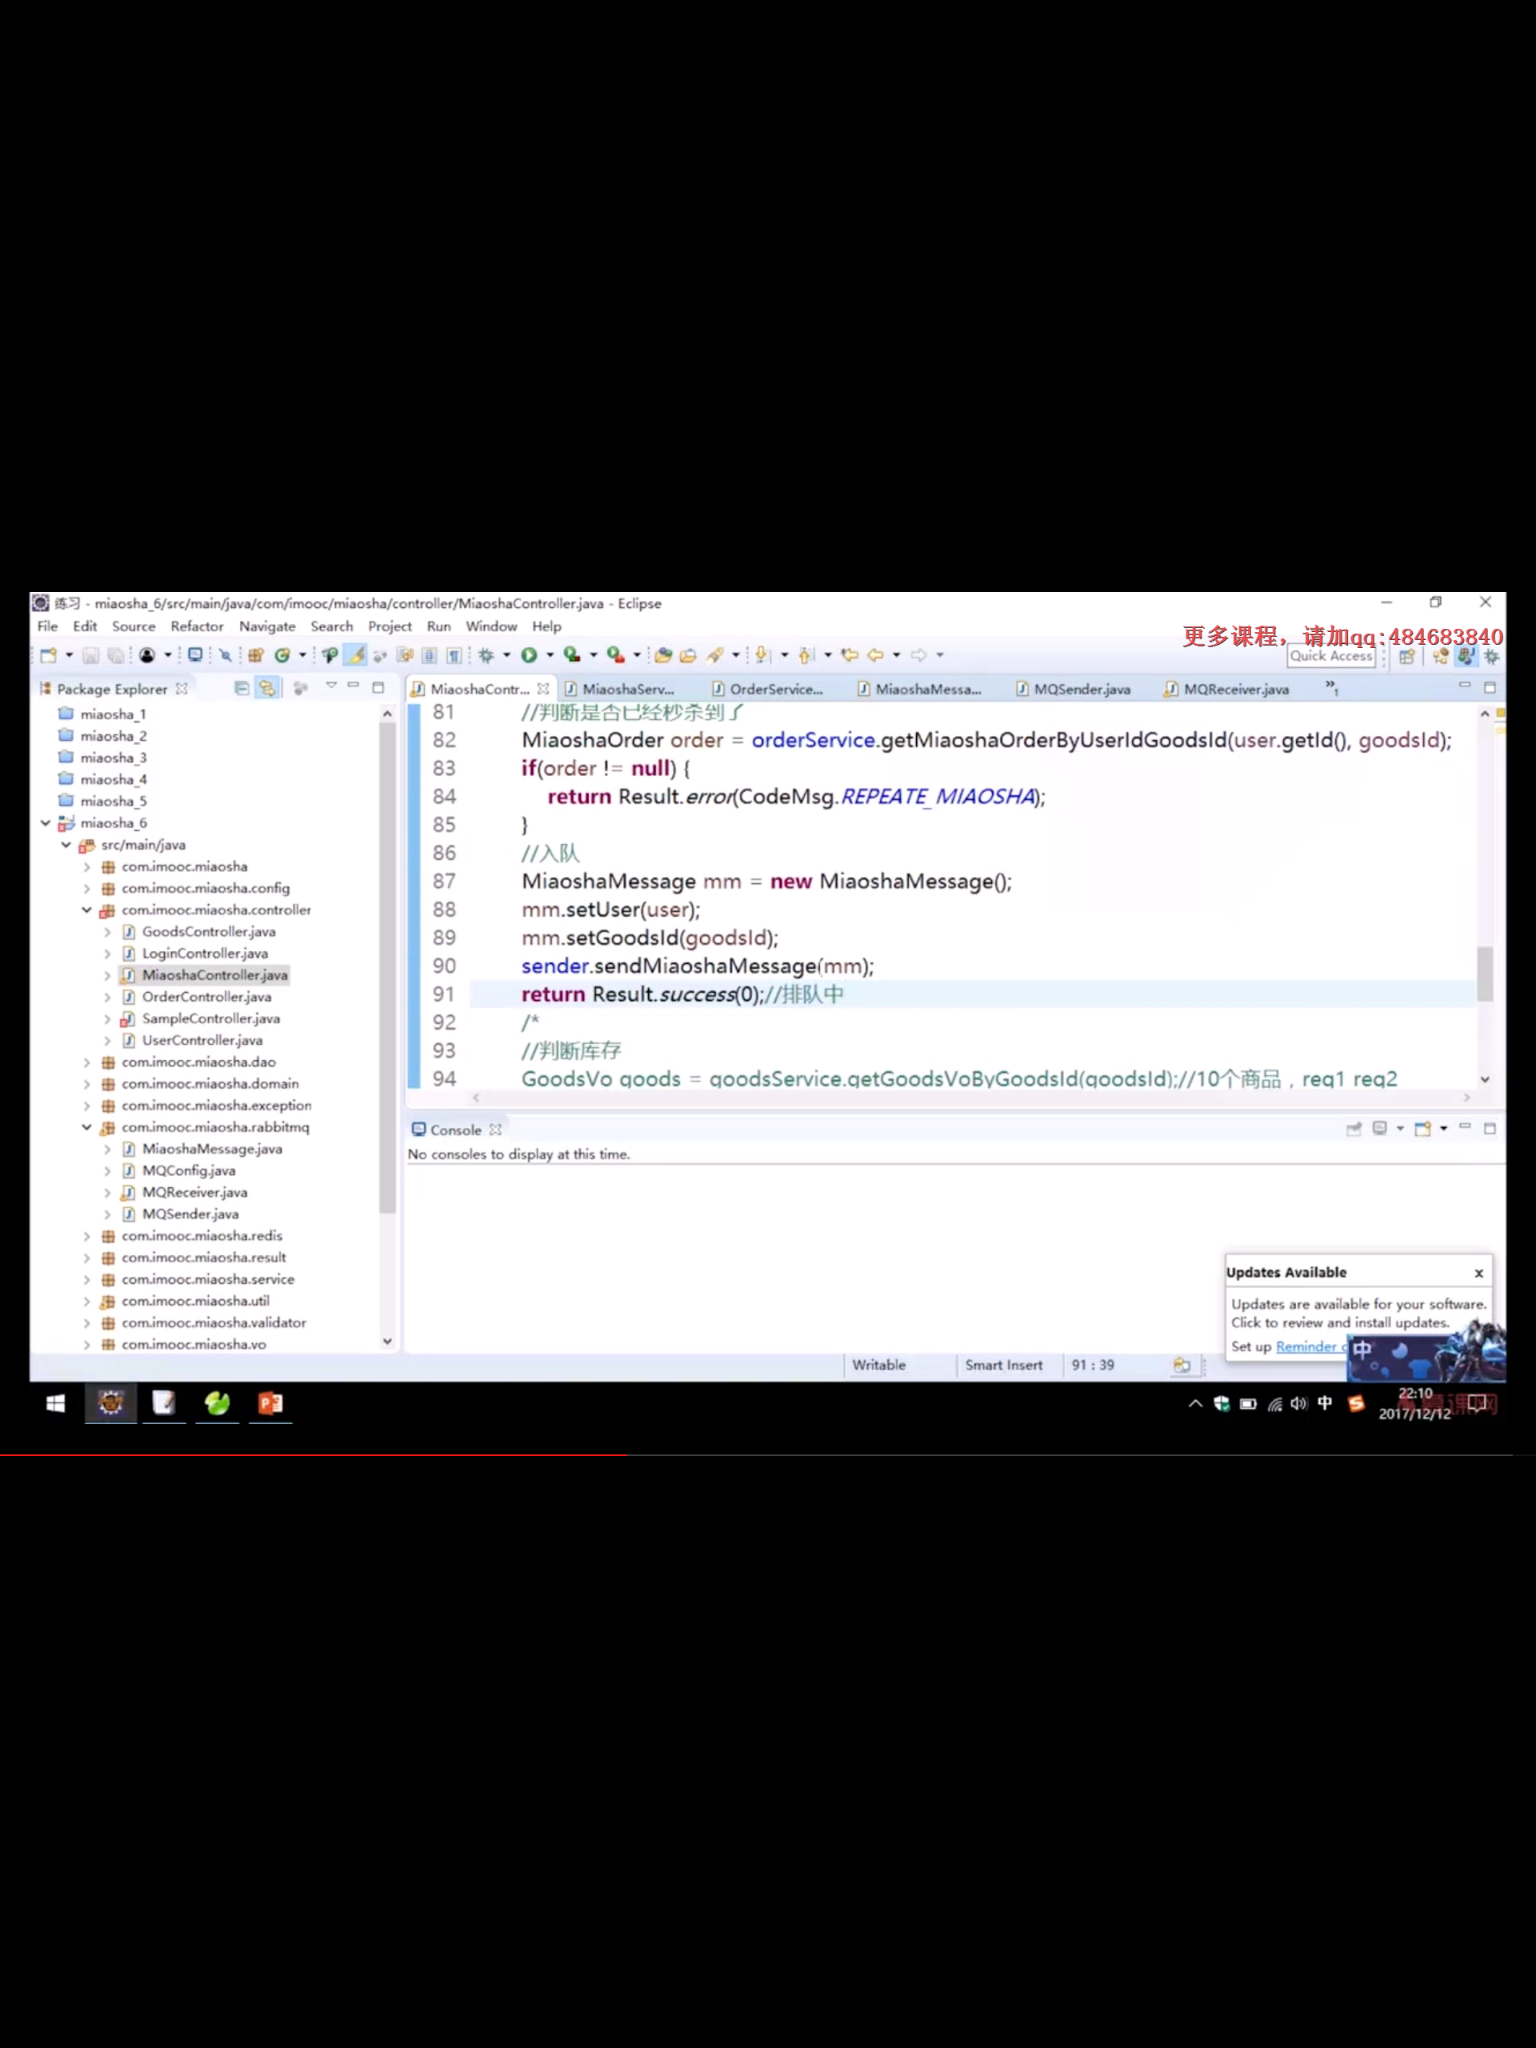 练习 - miaosha_6/src/main/java/com/imooc/miaosha/controller/MiaoshaController.java - Eclipse
File Edit Source Refactor Navigate Search Project Run Window Help
更多课程，请加qq:484683840
Quick Access
Package Explorer
miaosha_1
miaosha_2
miaosha_3
miaosha_4
miaosha_5
miaosha_6
src/main/java
com.imooc.miaosha
com.imooc.miaosha.config
com.imooc.miaosha.controller
GoodsController.java
LoginController.java
MiaoshaController.java
OrderController.java
SampleController.java
UserController.java
com.imooc.miaosha.dao
com.imooc.miaosha.domain
com.imooc.miaosha.exception
com.imooc.miaosha.rabbitmq
MiaoshaMessage.java
MQConfig.java
MQReceiver.java
MQSender.java
com.imooc.miaosha.redis
com.imooc.miaosha.result
com.imooc.miaosha.service
com.imooc.miaosha.util
com.imooc.miaosha.validator
com.imooc.miaosha.vo
MiaoshaContr... MiaoshaServ... OrderService... MiaoshaMessa... MQSender.java MQReceiver.java »1
81 //判断是否已经秒杀到了
82 MiaoshaOrder order = orderService.getMiaoshaOrderByUserIdGoodsId(user.getId(), goodsId);
83 if(order != null) {
84 return Result.error(CodeMsg.REPEATE_MIAOSHA);
85 }
86 //入队
87 MiaoshaMessage mm = new MiaoshaMessage();
88 mm.setUser(user);
89 mm.setGoodsId(goodsId);
90 sender.sendMiaoshaMessage(mm);
91 return Result.success(0);//排队中
92 /*
93 //判断库存
94 GoodsVo goods = goodsService.getGoodsVoByGoodsId(goodsId);//10个商品，req1 req2
Console
No consoles to display at this time.
Updates Available x
Updates are available for your software.
Click to review and install updates.
Set up Reminder
中
Writable Smart Insert 91 : 39
中
22:10
2017/12/12
慕课网